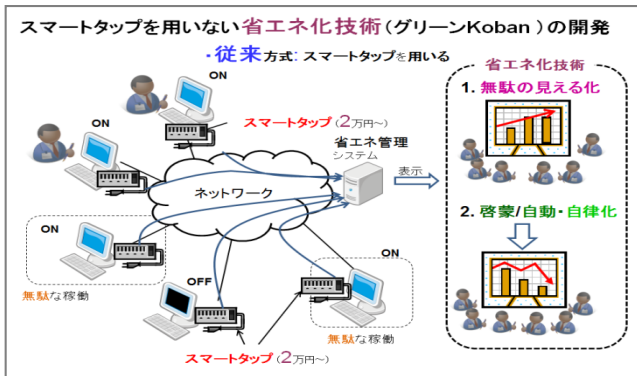 スマートタップを用いない省エネ化技術(グリーンKoban )の開発
・従来方式: スマートタップを用いる
省エネ化技術
1. 無駄の見える化
ON
スマートタップ (2万円～)
ON
省エネ管理
システム
表示
ネットワーク
2. 啓蒙/自動・自律化
ON
ON
OFF
無駄な稼働
無駄な稼働
スマートタップ (2万円～)